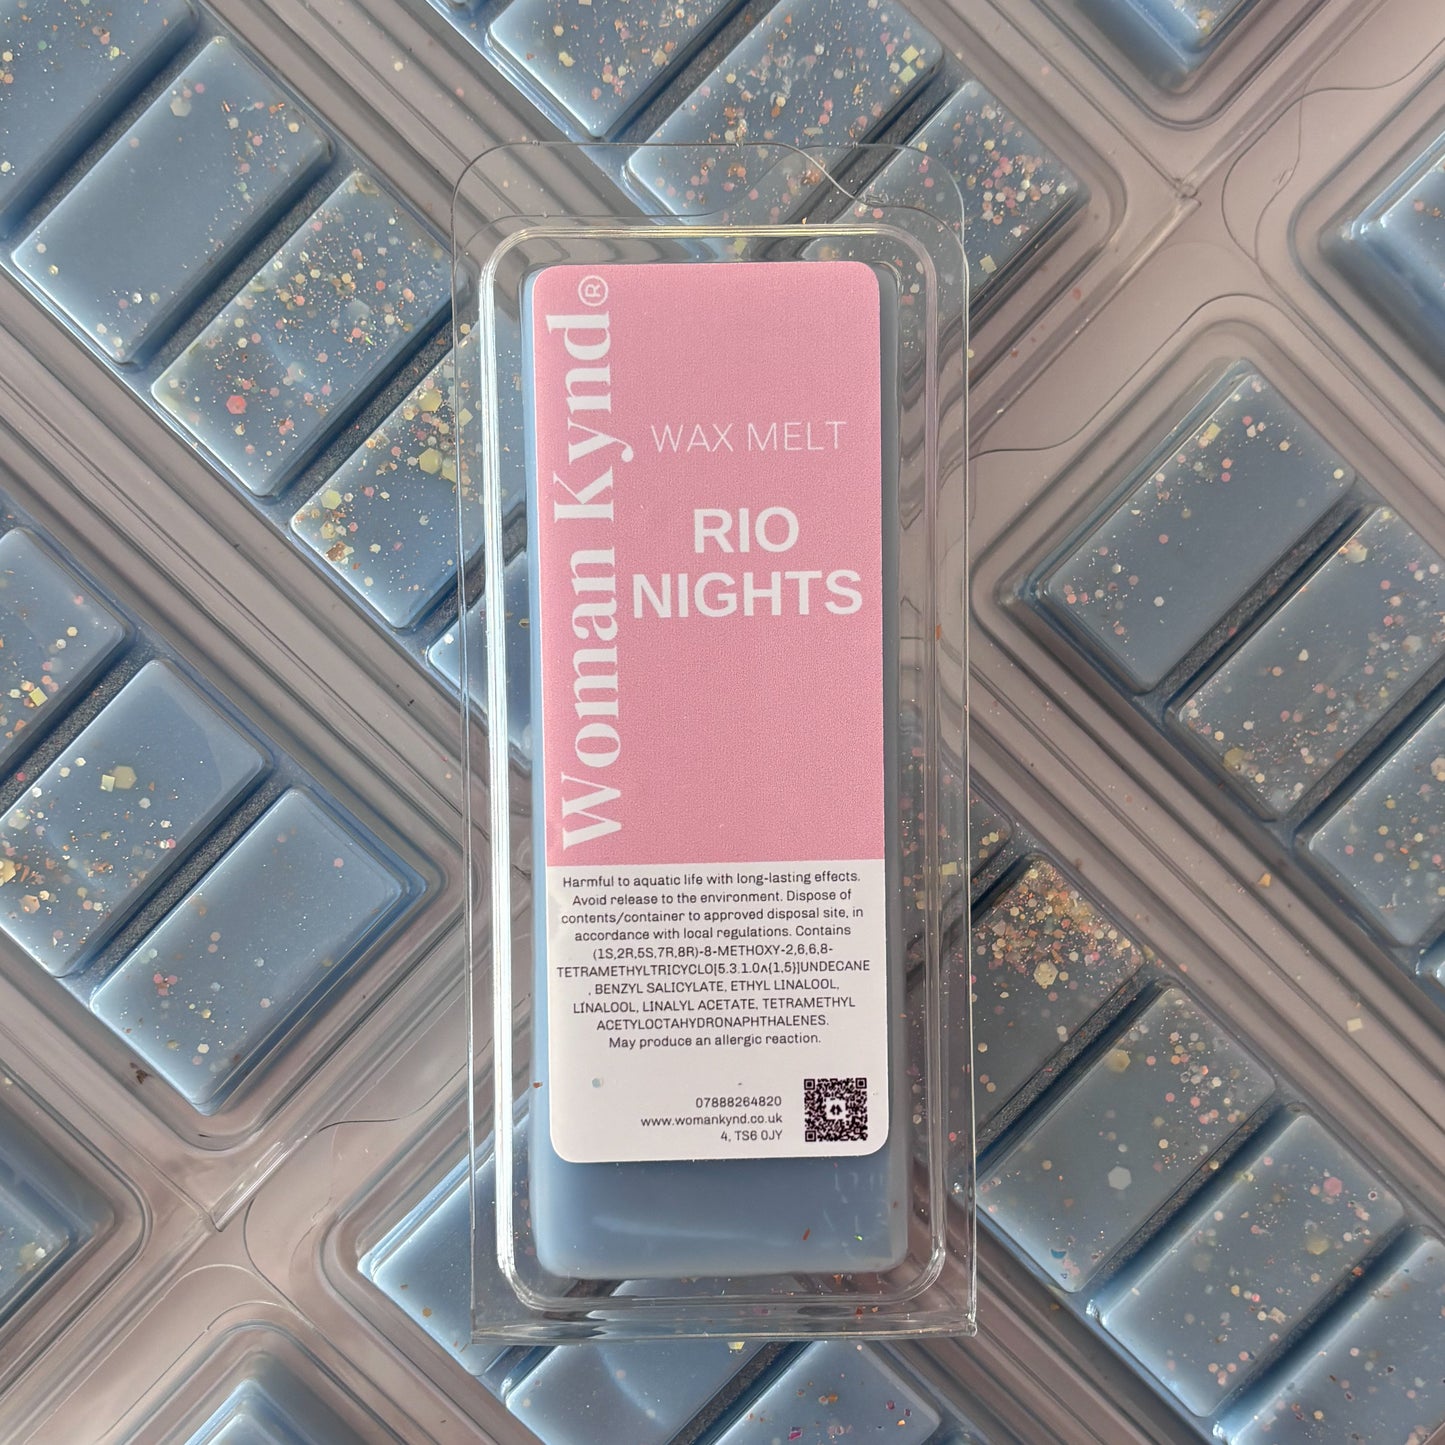 Woman Kynd®
WAX MELT
RIO
NIGHTS
Harmful to aquatic life with long-lasting effects.
Avoid release to the environment. Dispose of
contents/container to approved disposal site, in
accordance with local regulations. Contains
(1S,2R,5S,7R,8R)-8-METHOXY-2,6,6,8-
TETRAMETHYLTRICYCLO[5.3.1.0^{1,5}]UNDECANE
, BENZYL SALICYLATE, ETHYL LINALOOL,
LINALOOL, LINALYL ACETATE, TETRAMETHYL
ACETYLOCTAHYDRONAPHTHALENES.
May produce an allergic reaction.
07888264820
www.womankynd.co.uk
4, TS6 0JY